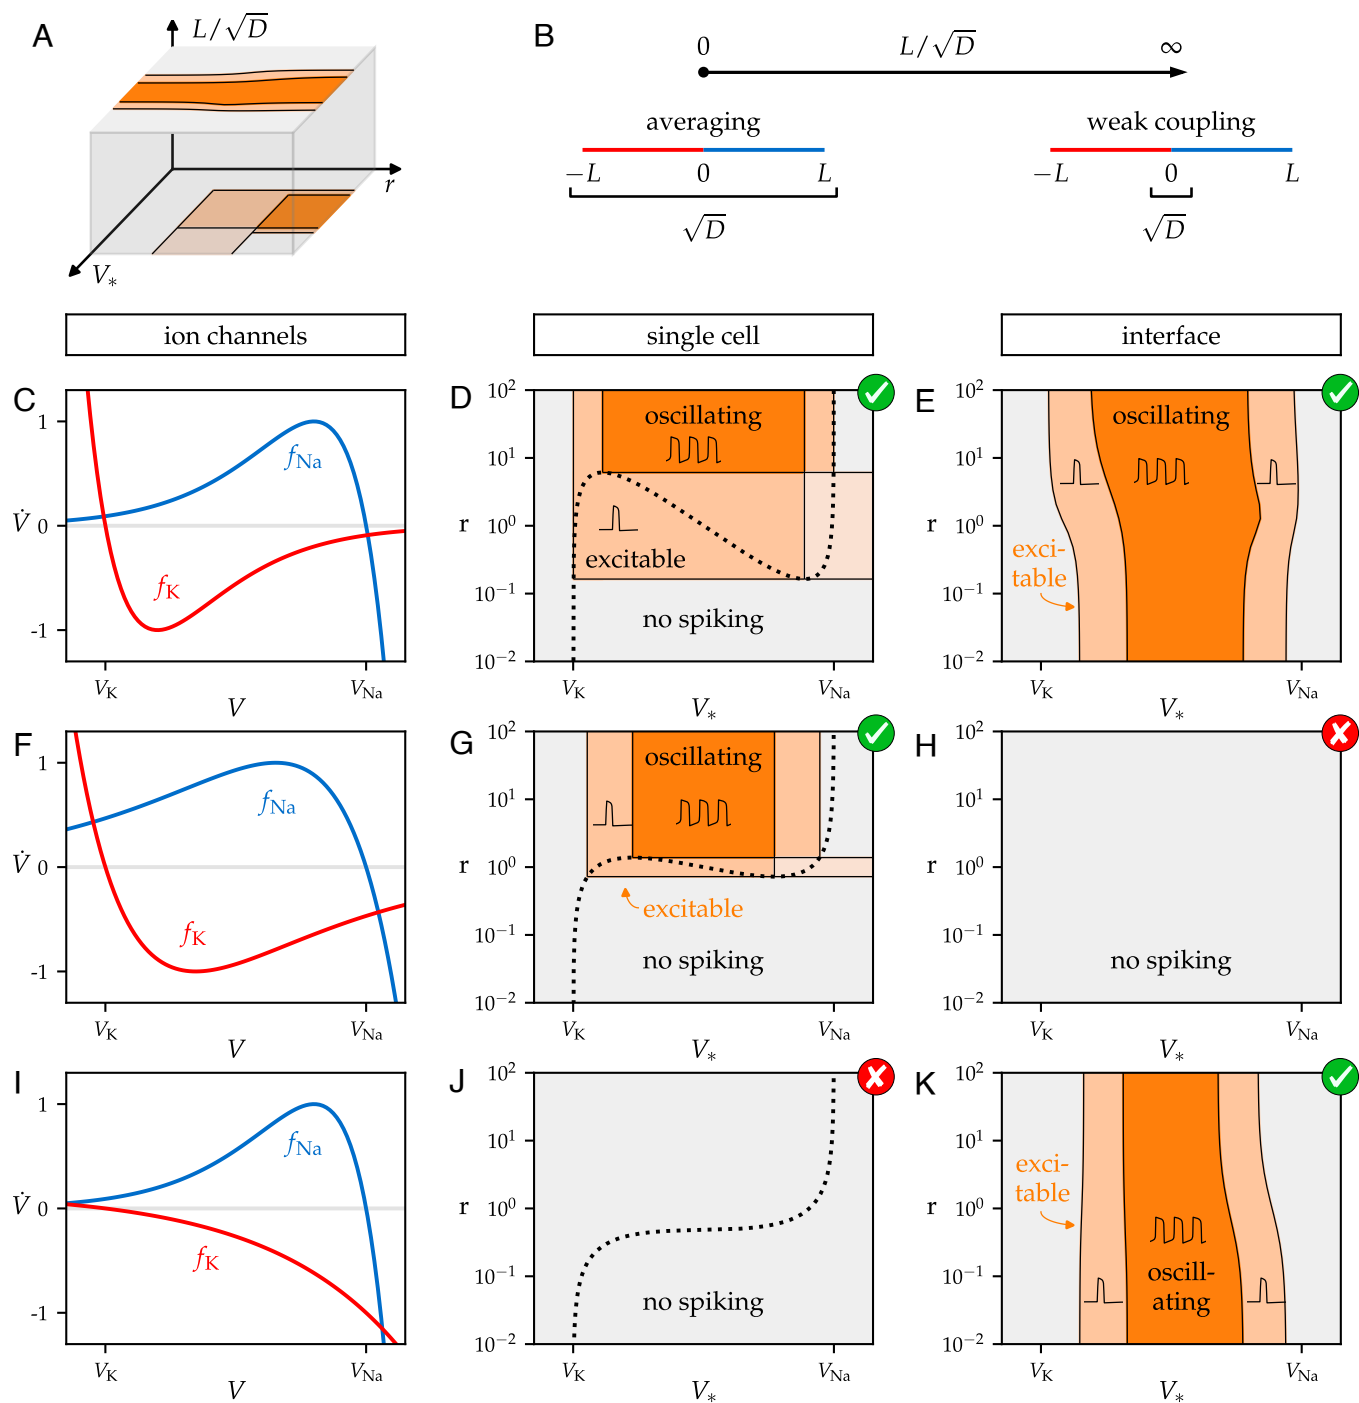 A
L/√D
r
V*
B
0
L/√D
∞
averaging
weak coupling
−L
0
L
−L
0
L
√D
√D
ion channels
single cell
interface
C
1
V̇ 0
-1
fNa
fK
VK
VNa
V
D
10²
10¹
r 10⁰
10⁻¹
10⁻²
oscillating
excitable
no spiking
VK
VNa
V*
E
10²
10¹
r 10⁰
10⁻¹
10⁻²
oscillating
exci-
table
VK
VNa
V*
F
1
V̇ 0
-1
fNa
fK
VK
VNa
V
G
10²
10¹
r 10⁰
10⁻¹
10⁻²
oscillating
excitable
no spiking
VK
VNa
V*
H
10²
10¹
r 10⁰
10⁻¹
10⁻²
no spiking
VK
VNa
V*
I
1
V̇ 0
-1
fNa
fK
VK
VNa
V
J
10²
10¹
r 10⁰
10⁻¹
10⁻²
no spiking
VK
VNa
V*
K
10²
10¹
r 10⁰
10⁻¹
10⁻²
exci-
table
oscill-
ating
VK
VNa
V*